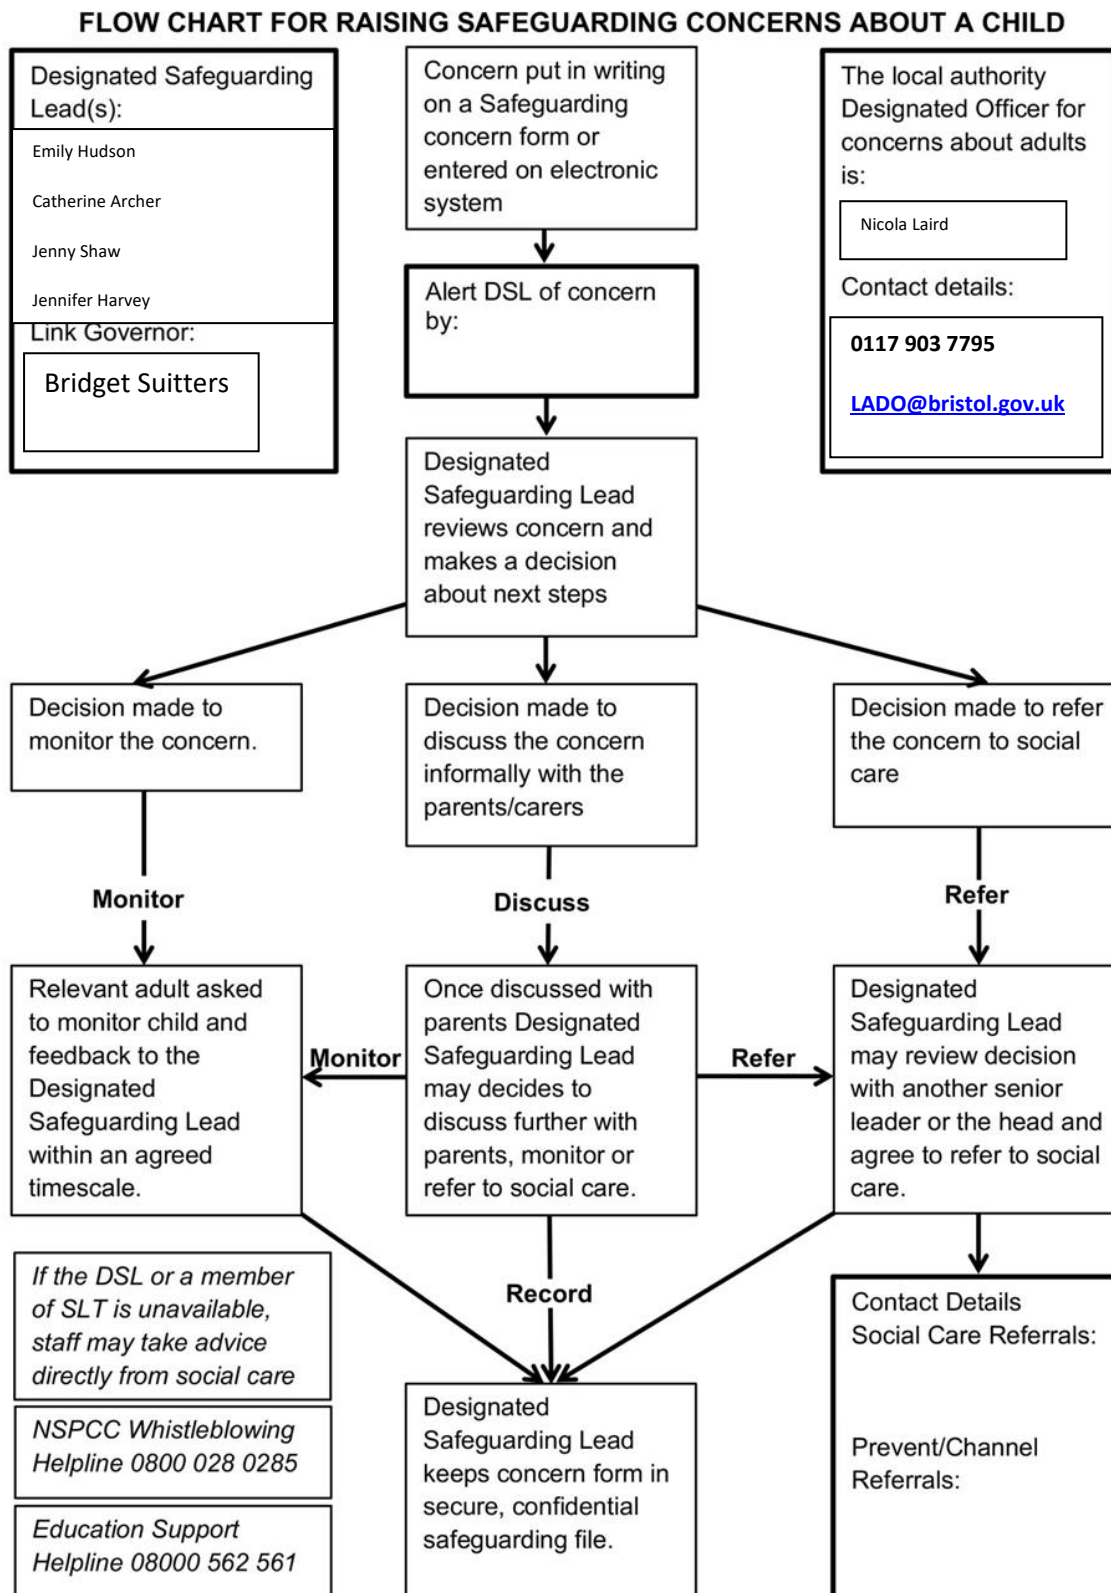 FLOW CHART FOR RAISING SAFEGUARDING CONCERNS ABOUT A CHILD
Designated Safeguarding
Lead(s):
Emily Hudson
Catherine Archer
Jenny Shaw
Jennifer Harvey
Link Governor:
Bridget Suitters
Concern put in writing
on a Safeguarding
concern form or
entered on electronic
system
The local authority
Designated Officer for
concerns about adults
is:
Nicola Laird
Contact details:
0117 903 7795
LADO@bristol.gov.uk
Alert DSL of concern
by:
Designated
Safeguarding Lead
reviews concern and
makes a decision
about next steps
Decision made to
monitor the concern.
Decision made to
discuss the concern
informally with the
parents/carers
Decision made to refer
the concern to social
care
Monitor
Discuss
Refer
Relevant adult asked
to monitor child and
feedback to the
Designated
Safeguarding Lead
within an agreed
timescale.
Monitor
Once discussed with
parents Designated
Safeguarding Lead
may decides to
discuss further with
parents, monitor or
refer to social care.
Refer
Designated
Safeguarding Lead
may review decision
with another senior
leader or the head and
agree to refer to social
care.
If the DSL or a member
of SLT is unavailable,
staff may take advice
directly from social care
NSPCC Whistleblowing
Helpline 0800 028 0285
Education Support
Helpline 08000 562 561
Record
Designated
Safeguarding Lead
keeps concern form in
secure, confidential
safeguarding file.
Contact Details
Social Care Referrals:
Prevent/Channel
Referrals: